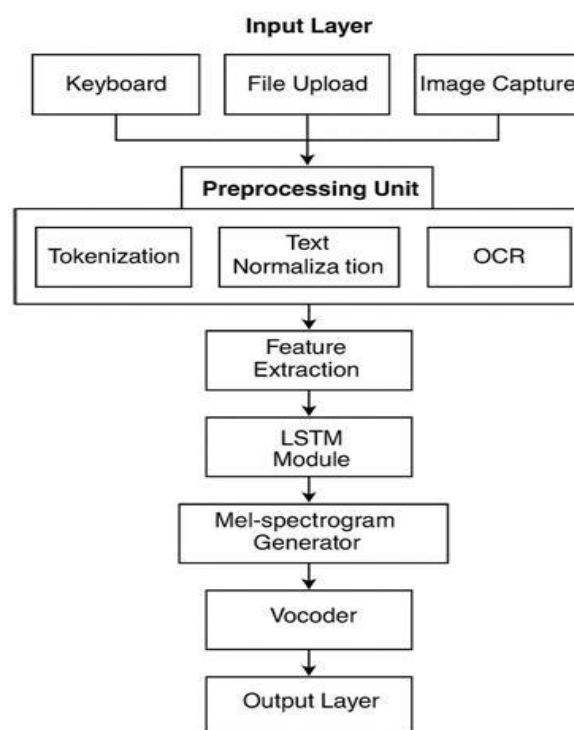 Input Layer
Keyboard
File Upload
Image Capture
Preprocessing Unit
Tokenization
Text
Normaliza tion
OCR
Feature
Extraction
LSTM
Module
Mel-spectrogram
Generator
Vocoder
Output Layer